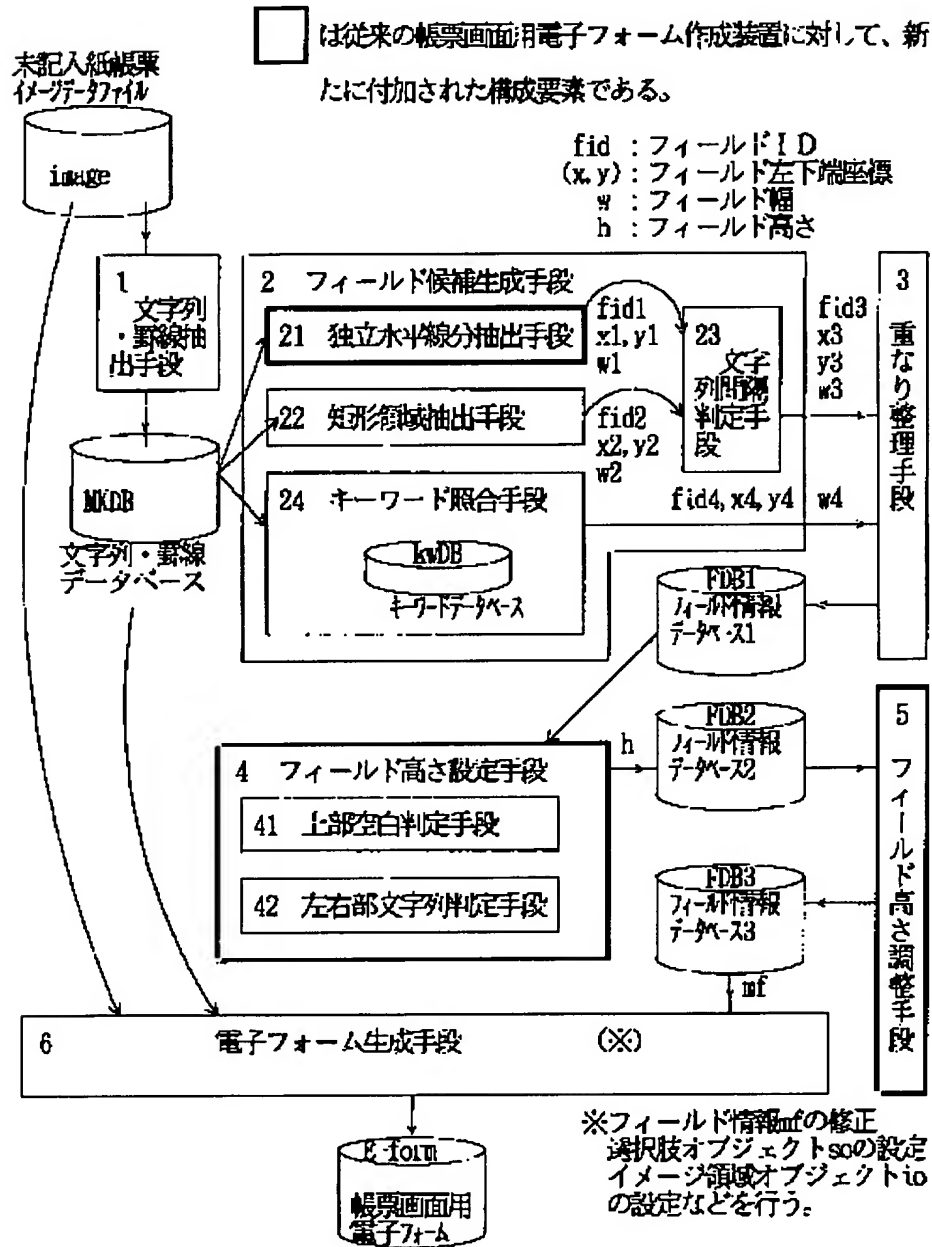 は従来の帳票画面用電子フォーム作成装置に対して、新
たに付加された構成要素である。
未記入紙帳票
イメージデータファイル
image
fid : フィールドID
(x,y) : フィールド左下端座標
w : フィールド幅
h : フィールド高さ
1
文字列
・罫線抽
出手段
MKDB
文字列・罫線
データベース
2 フィールド候補生成手段
21 独立水平線分抽出手段
22 矩形領域抽出手段
24 キーワード照合手段
kwDB
キーワードデータベース
fid1
x1,y1
w1
fid2
x2,y2
w2
23
文字
列間隔
判定手
段
fid3
x3
y3
w3
fid4,x4,y4 w4
3
重なり整理手段
FDB1
フィールド情報
データベース1
4 フィールド高さ設定手段
41 上部空白判定手段
42 左右部文字列判定手段
h
FDB2
フィールド情報
データベース2
5
フィールド高さ調整手段
FDB3
フィールド情報
データベース3
mf
6 電子フォーム生成手段 (※)
E-form
帳票画面用
電子フォーム
※フィールド情報mfの修正
選択肢オブジェクトsoの設定
イメージ領域オブジェクトio
の設定などを行う。